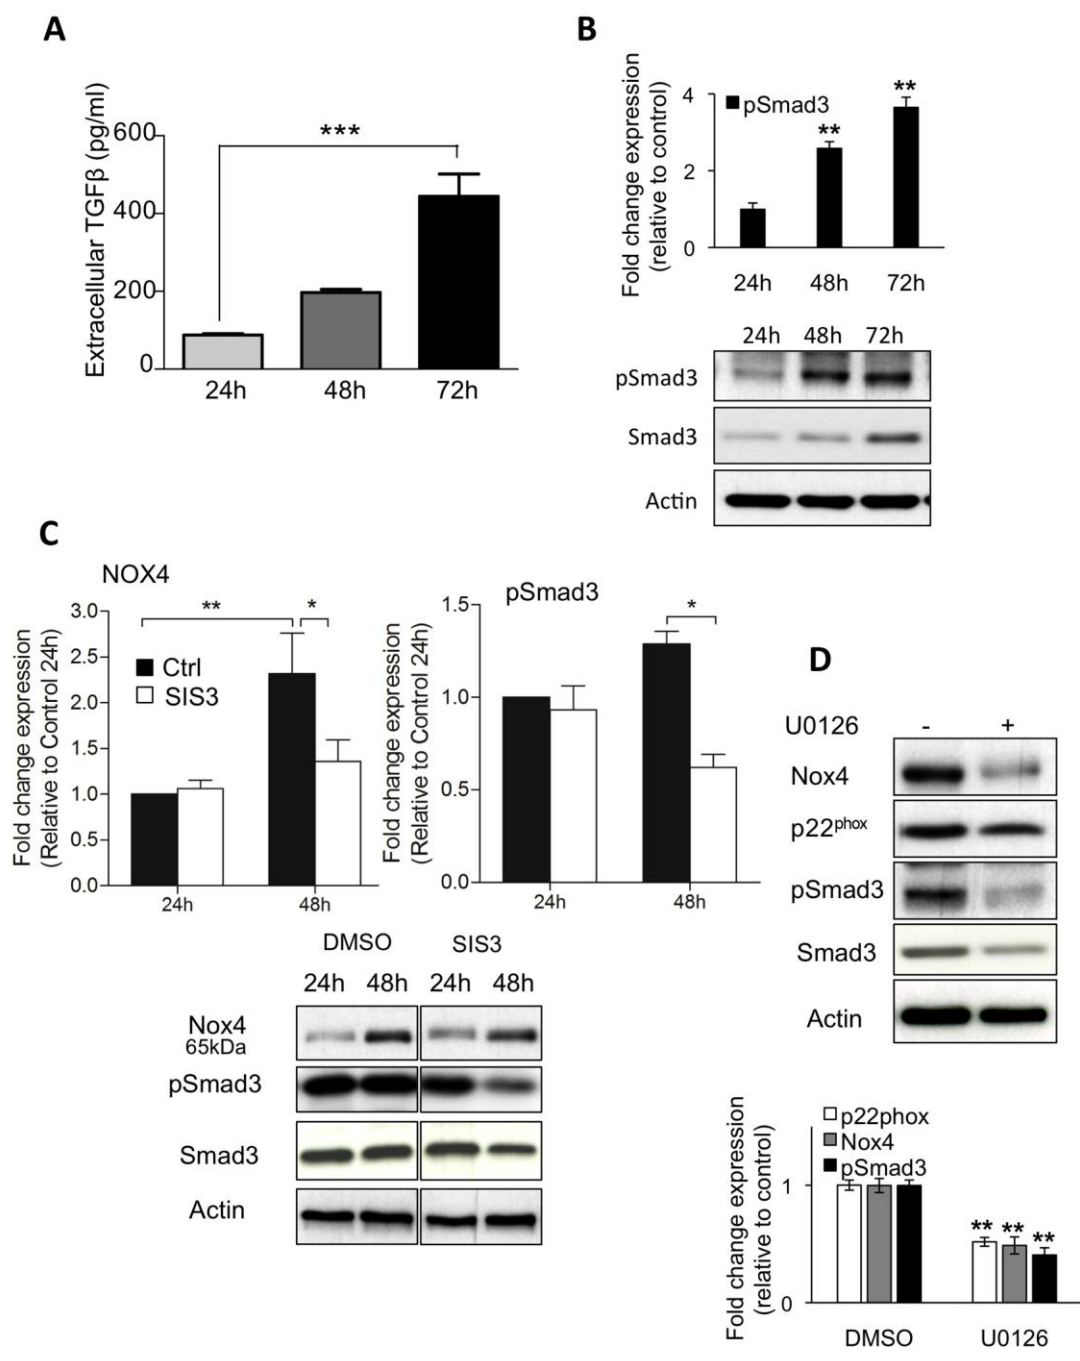 A
Extracellular TGFβ (pg/ml)
600
400
200
0
***
24h 48h 72h
B
Fold change expression
(relative to control)
4
2
0
pSmad3
**
**
24h 48h 72h
24h 48h 72h
pSmad3
Smad3
Actin
C
NOX4
Fold change expression
(Relative to Control 24h)
3.0
2.5
2.0
1.5
1.0
0.5
0.0
** *
Ctrl
SIS3
24h 48h
pSmad3
Fold change expression
(Relative to Control 24h)
1.5
1.0
0.5
0.0
*
24h 48h
DMSO SIS3
24h 48h 24h 48h
Nox4
65kDa
pSmad3
Smad3
Actin
D
U0126 - +
Nox4
p22phox
pSmad3
Smad3
Actin
Fold change expression
(relative to control)
1
0
p22phox
Nox4
pSmad3
** ** **
DMSO U0126